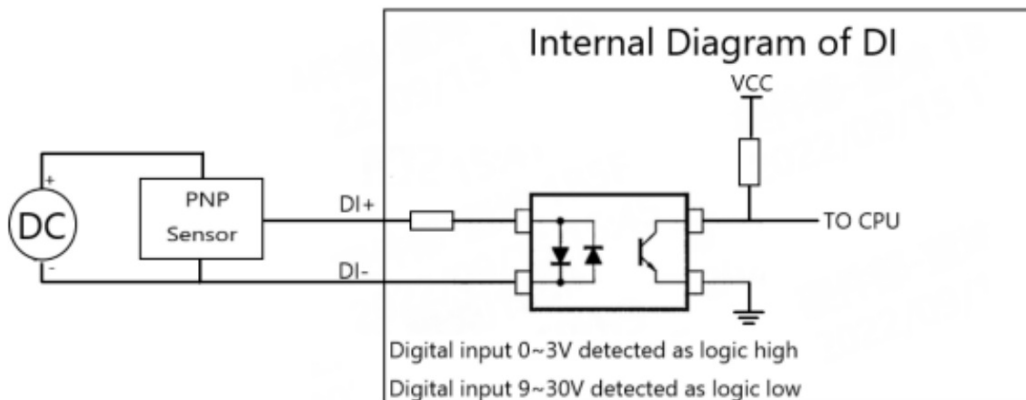 Internal Diagram of DI
VCC
+
PNP
Sensor
DI+
DC
TO CPU
-
DI-
Digital input 0~3V detected as logic high
Digital input 9~30V detected as logic low